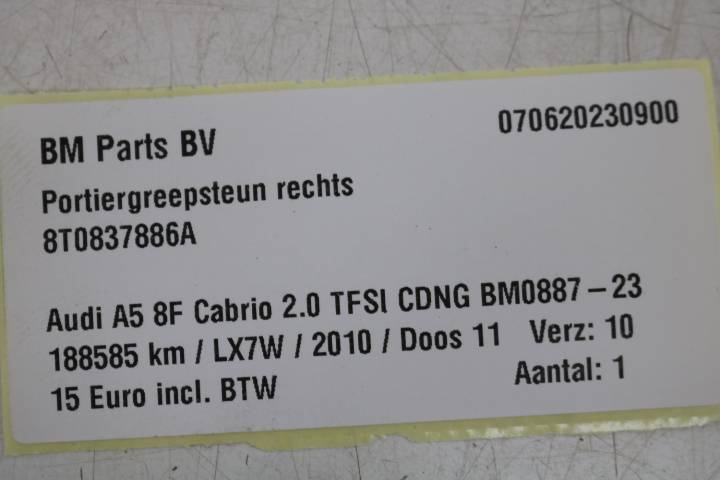 BM Parts BV 070620230900
Portiergreepsteun rechts
8T0837886A
Audi A5 8F Cabrio 2.0 TFSI CDNG BM0887-23
188585 km / LX7W / 2010 / Doos 11 Verz: 10
15 Euro incl. BTW Aantal: 1